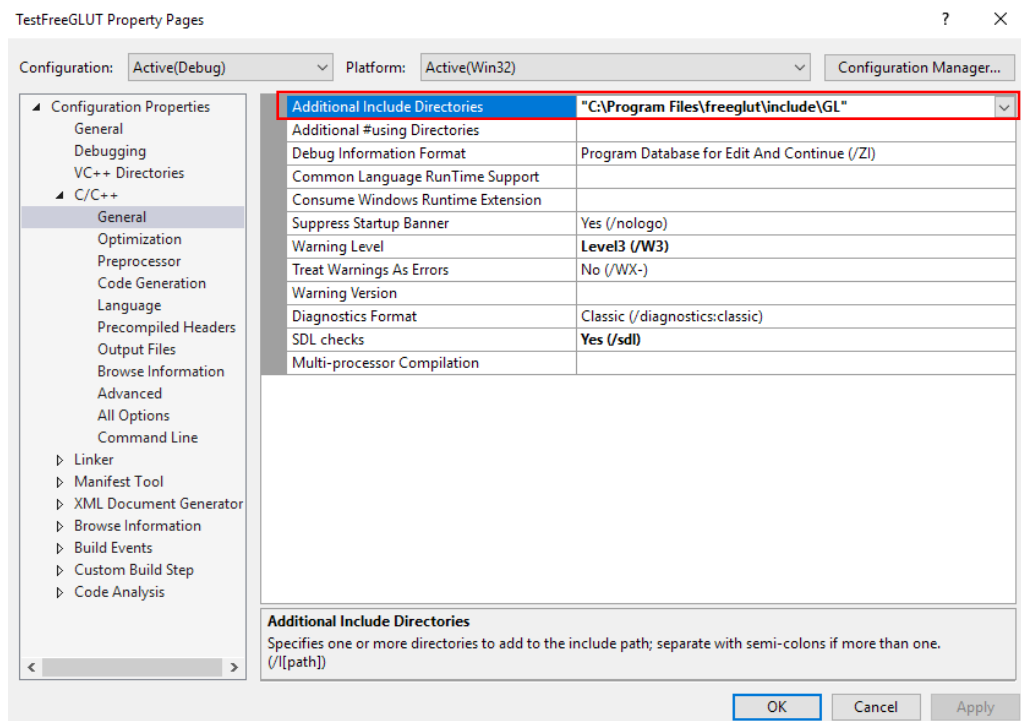 TestFreeGLUT Property Pages
? ×
Configuration: Active(Debug) Platform: Active(Win32) Configuration Manager...
Configuration Properties
General
Debugging
VC++ Directories
C/C++
General
Optimization
Preprocessor
Code Generation
Language
Precompiled Headers
Output Files
Browse Information
Advanced
All Options
Command Line
Linker
Manifest Tool
XML Document Generator
Browse Information
Build Events
Custom Build Step
Code Analysis
Additional Include Directories "C:\Program Files\freeglut\include\GL"
Additional #using Directories
Debug Information Format Program Database for Edit And Continue (/ZI)
Common Language RunTime Support
Consume Windows Runtime Extension
Suppress Startup Banner Yes (/nologo)
Warning Level Level3 (/W3)
Treat Warnings As Errors No (/WX-)
Warning Version
Diagnostics Format Classic (/diagnostics:classic)
SDL checks Yes (/sdl)
Multi-processor Compilation
Additional Include Directories
Specifies one or more directories to add to the include path; separate with semi-colons if more than one.
(/I[path])
OK Cancel Apply